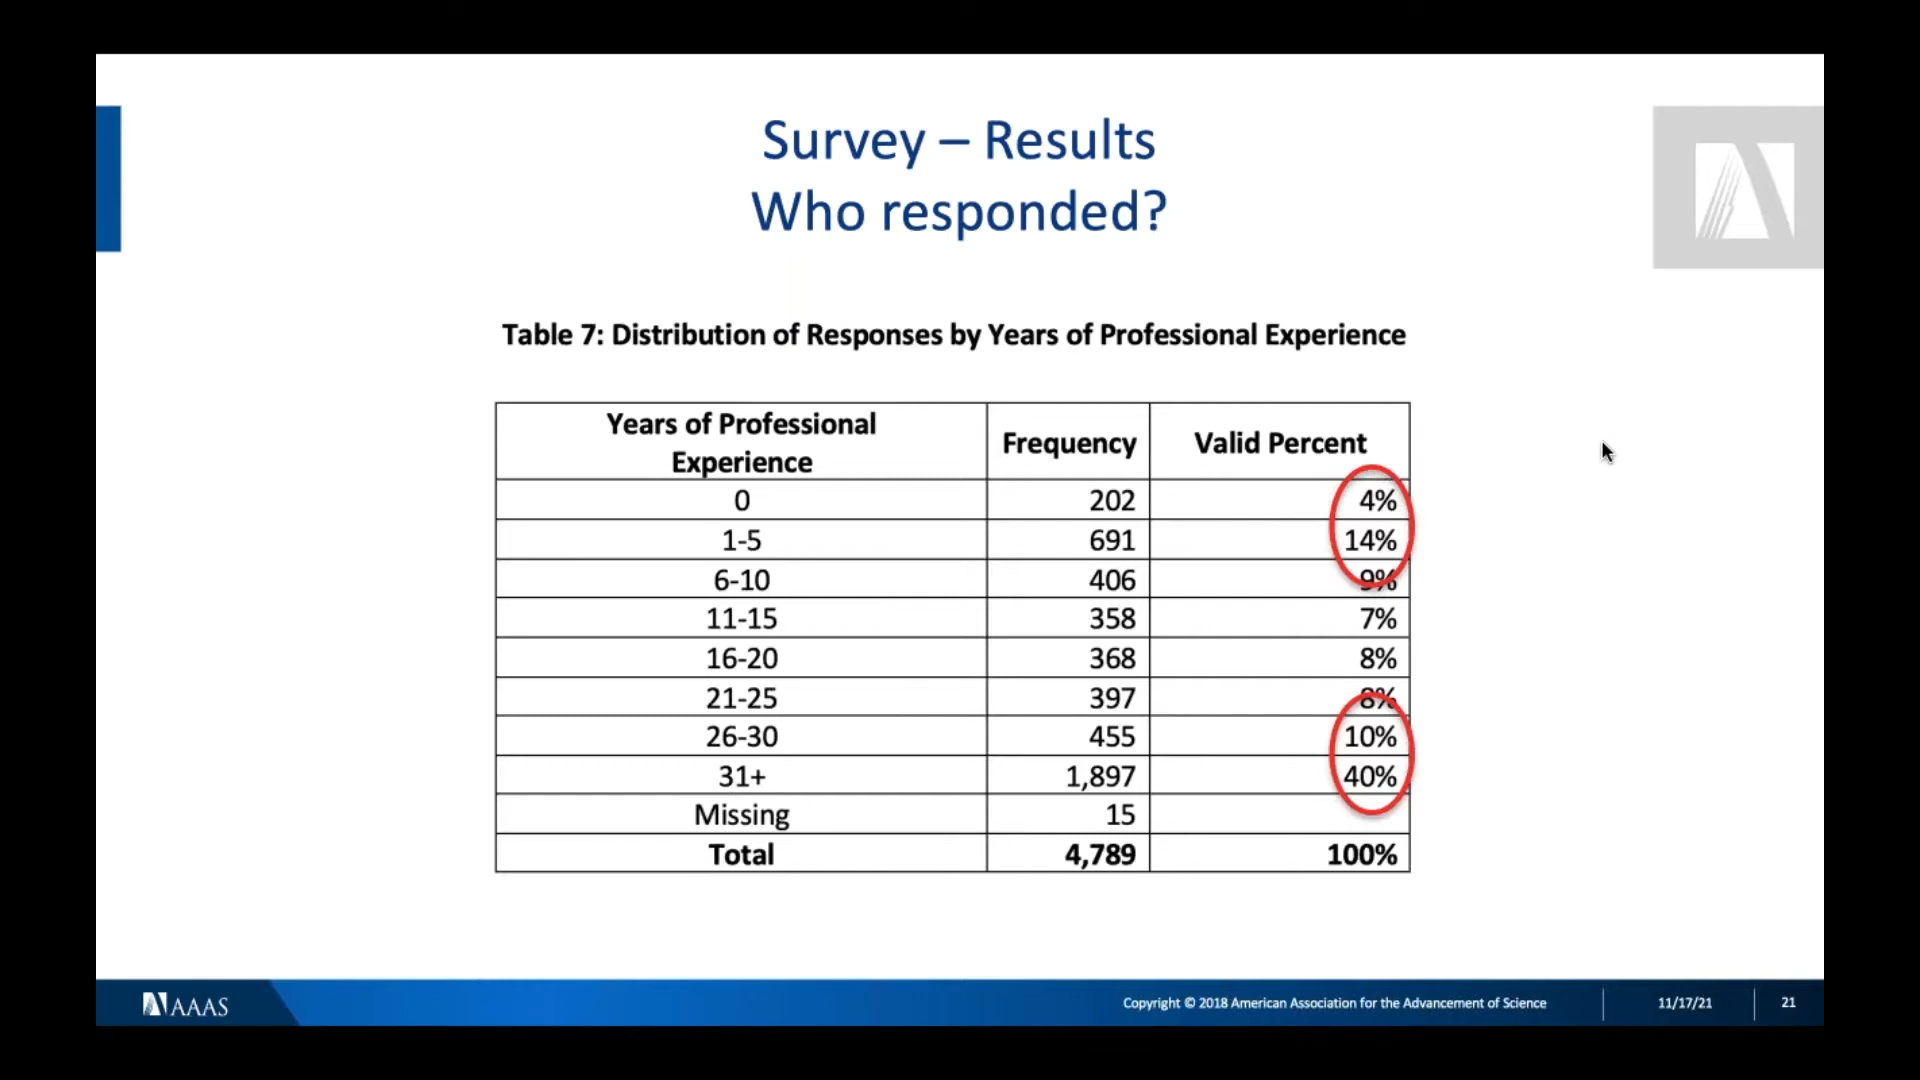 Survey – Results
Who responded?
Table 7: Distribution of Responses by Years of Professional Experience
Years of Professional Experience Frequency Valid Percent
0 202 4%
1-5 691 14%
6-10 406 9%
11-15 358 7%
16-20 368 8%
21-25 397 8%
26-30 455 10%
31+ 1,897 40%
Missing 15
Total 4,789 100%
AAAS Copyright © 2018 American Association for the Advancement of Science 11/17/21 21